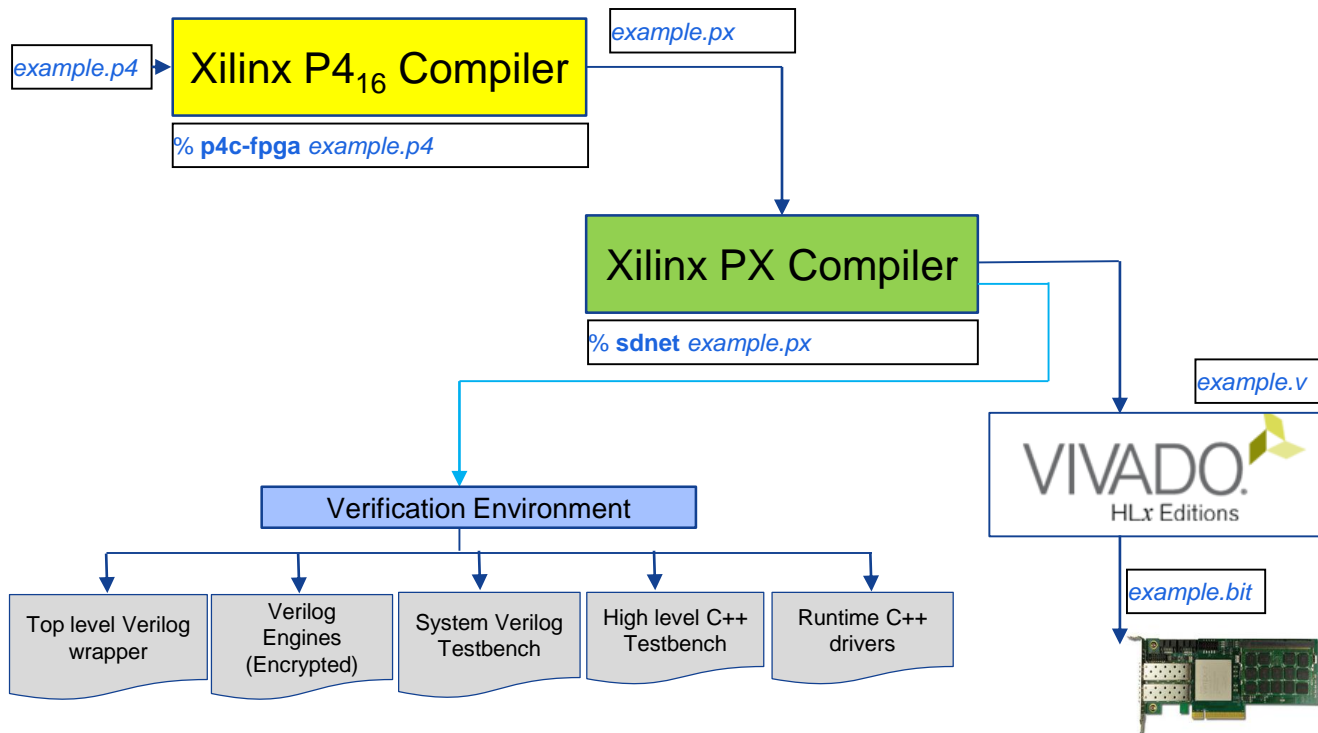 example.px
example.p4
Xilinx P4₁₆ Compiler
% p4c-fpga example.p4
Xilinx PX Compiler
% sdnet example.px
example.v
VIVADO.
HLx Editions
Verification Environment
example.bit
Top level Verilog
wrapper
Verilog
Engines
(Encrypted)
System Verilog
Testbench
High level C++
Testbench
Runtime C++
drivers